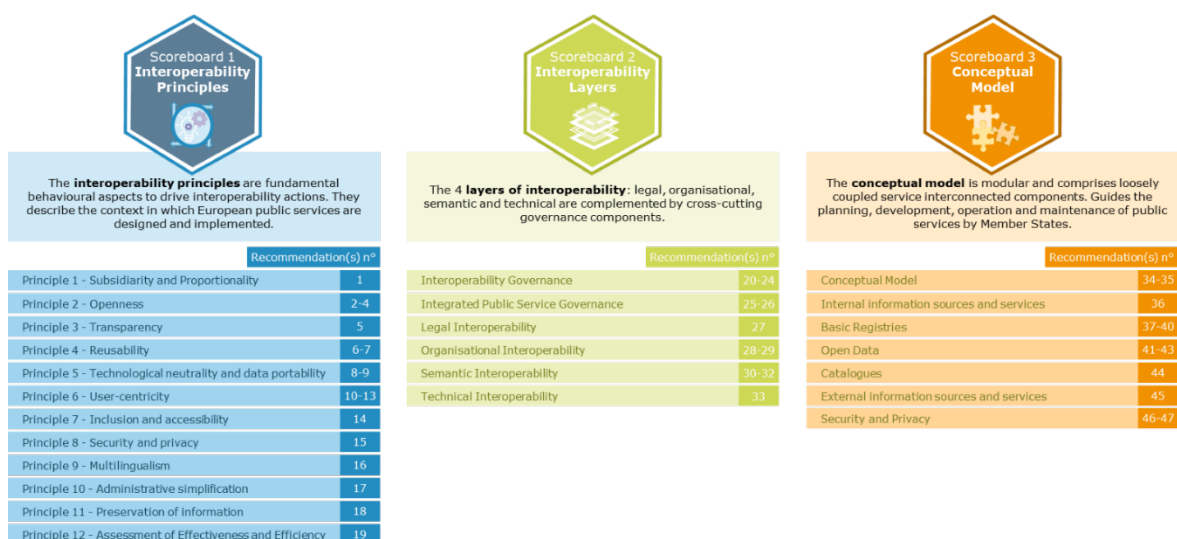 Scoreboard 1
Interoperability
Principles
The interoperability principles are fundamental
behavioural aspects to drive interoperability actions. They
describe the context in which European public services are
designed and implemented.
Recommendation(s) n°
Principle 1 - Subsidiarity and Proportionality 1
Principle 2 - Openness 2-4
Principle 3 - Transparency 5
Principle 4 - Reusability 6-7
Principle 5 - Technological neutrality and data portability 8-9
Principle 6 - User-centricity 10-13
Principle 7 - Inclusion and accessibility 14
Principle 8 - Security and privacy 15
Principle 9 - Multilingualism 16
Principle 10 - Administrative simplification 17
Principle 11 - Preservation of information 18
Principle 12 - Assessment of Effectiveness and Efficiency 19
Scoreboard 2
Interoperability
Layers
The 4 layers of interoperability: legal, organisational,
semantic and technical are complemented by cross-cutting
governance components.
Recommendation(s) n°
Interoperability Governance 20-24
Integrated Public Service Governance 25-26
Legal Interoperability 27
Organisational Interoperability 28-29
Semantic Interoperability 30-32
Technical Interoperability 33
Scoreboard 3
Conceptual
Model
The conceptual model is modular and comprises loosely
coupled service interconnected components. Guides the
planning, development, operation and maintenance of public
services by Member States.
Recommendation(s) n°
Conceptual Model 34-35
Internal information sources and services 36
Basic Registries 37-40
Open Data 41-43
Catalogues 44
External information sources and services 45
Security and Privacy 46-47